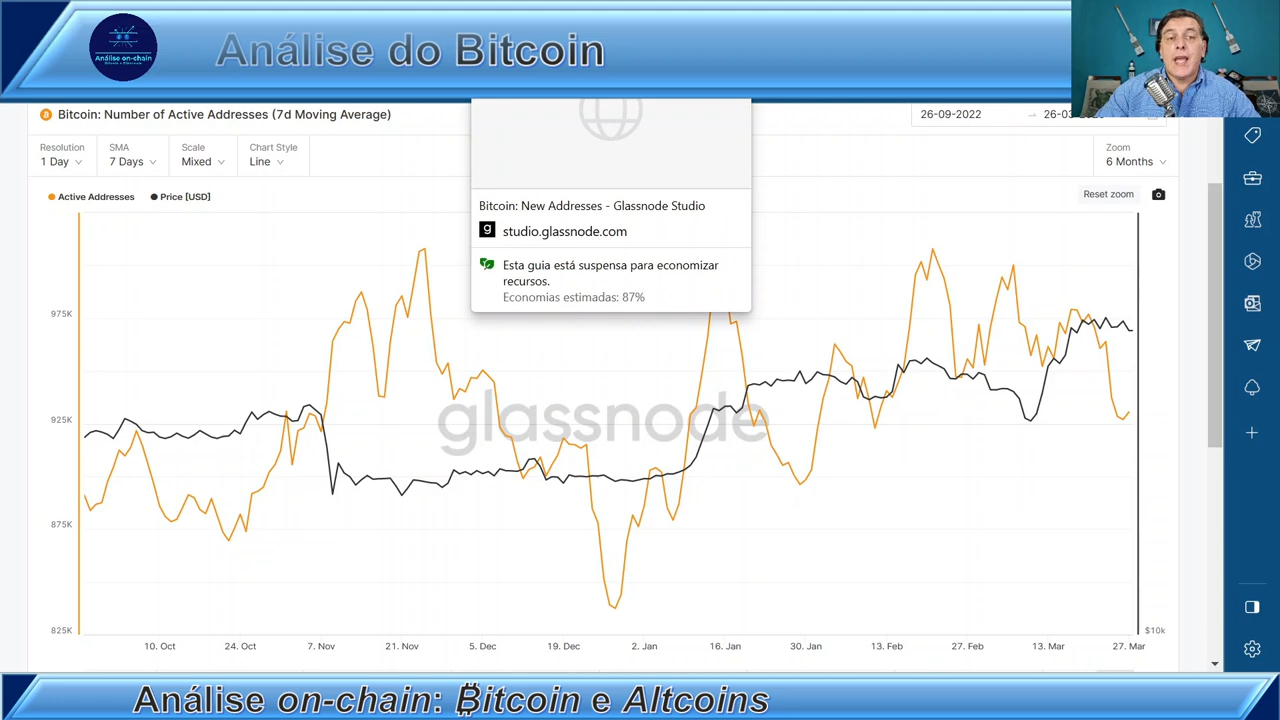 Análise do Bitcoin
Análise on-chain
Bitcoin: Number of Active Addresses (7d Moving Average)
26-09-2022 → 26-03-2
Resolution
1 Day
SMA
7 Days
Scale
Mixed
Chart Style
Line
Zoom
6 Months
Bitcoin: New Addresses - Glassnode Studio
g studio.glassnode.com
Esta guia está suspensa para economizar
recursos.
Economias estimadas: 87%
Active Addresses
Price [USD]
Reset zoom
975K
925K
875K
825K
$10k
glassnode
10. Oct
24. Oct
7. Nov
21. Nov
5. Dec
19. Dec
2. Jan
16. Jan
30. Jan
13. Feb
27. Feb
13. Mar
27. Mar
Análise on-chain: ₿itcoin e Altcoins